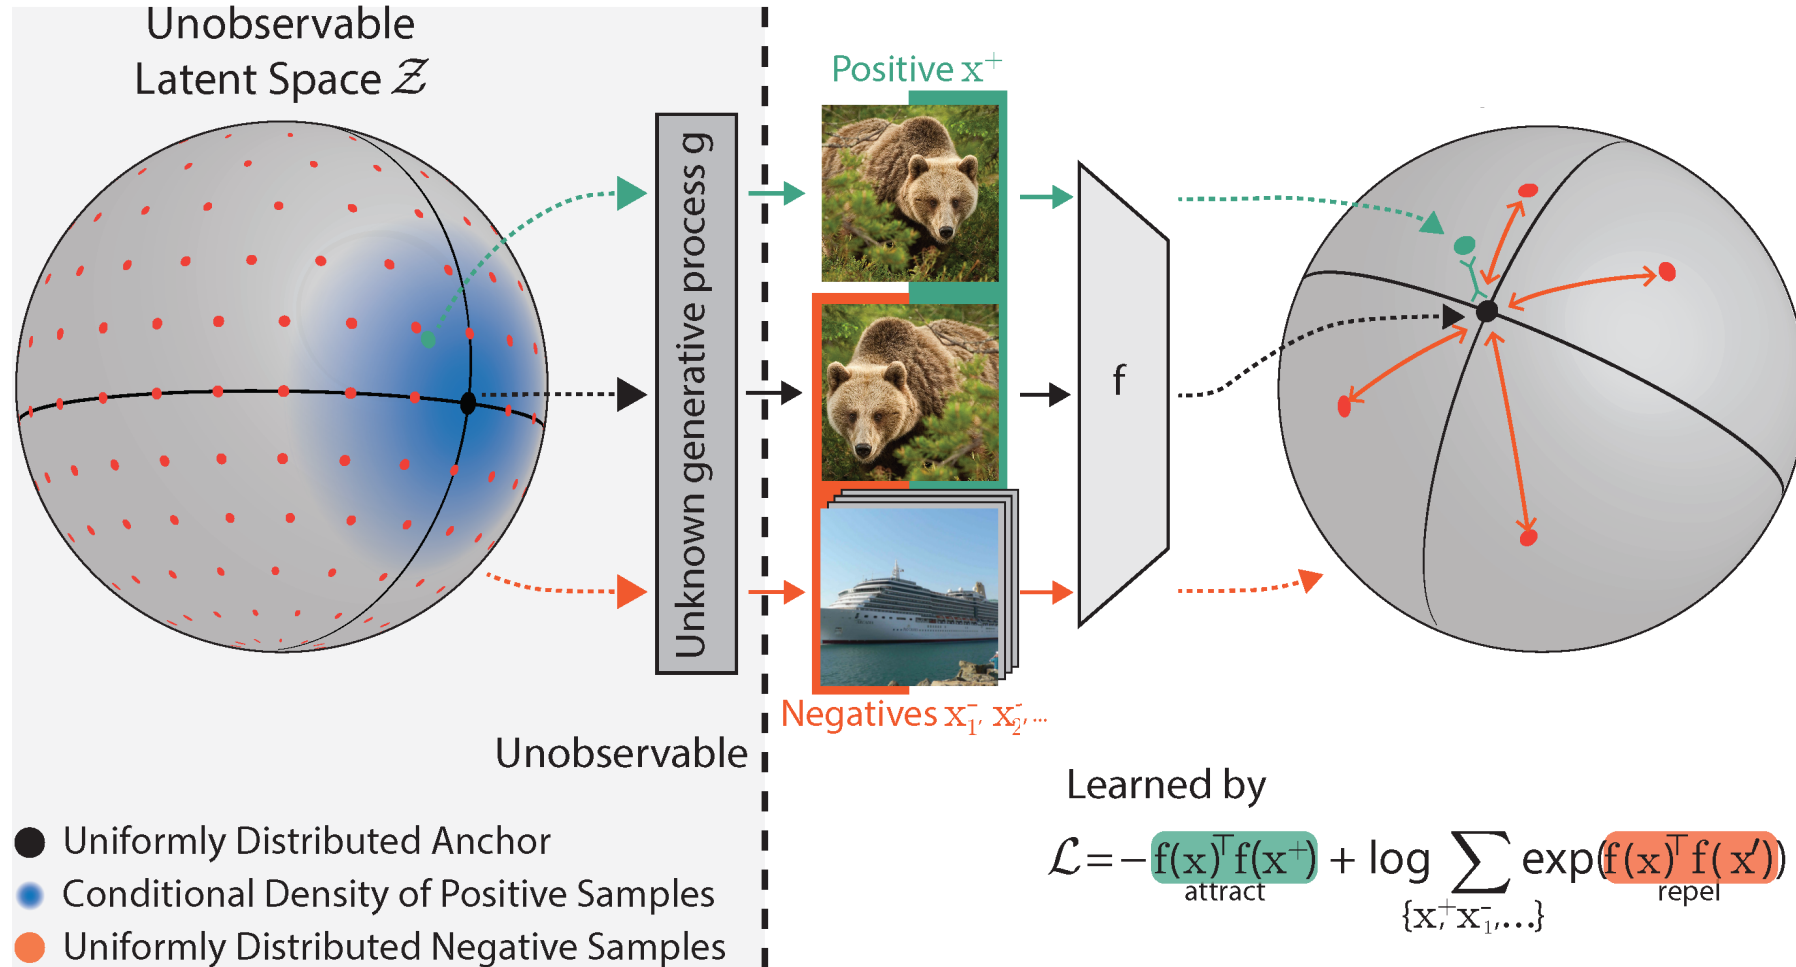 Unobservable
Latent Space 𝒵
Positive x⁺
Unknown generative process g
f
Negatives x₁⁻, x₂⁻, ...
Unobservable
Uniformly Distributed Anchor
Conditional Density of Positive Samples
Uniformly Distributed Negative Samples
Learned by
ℒ = − f(x)ᵀf(x⁺) + log ∑ exp(f(x)ᵀ f( x′))
attract
repel
{x,⁺x₁⁻,...}